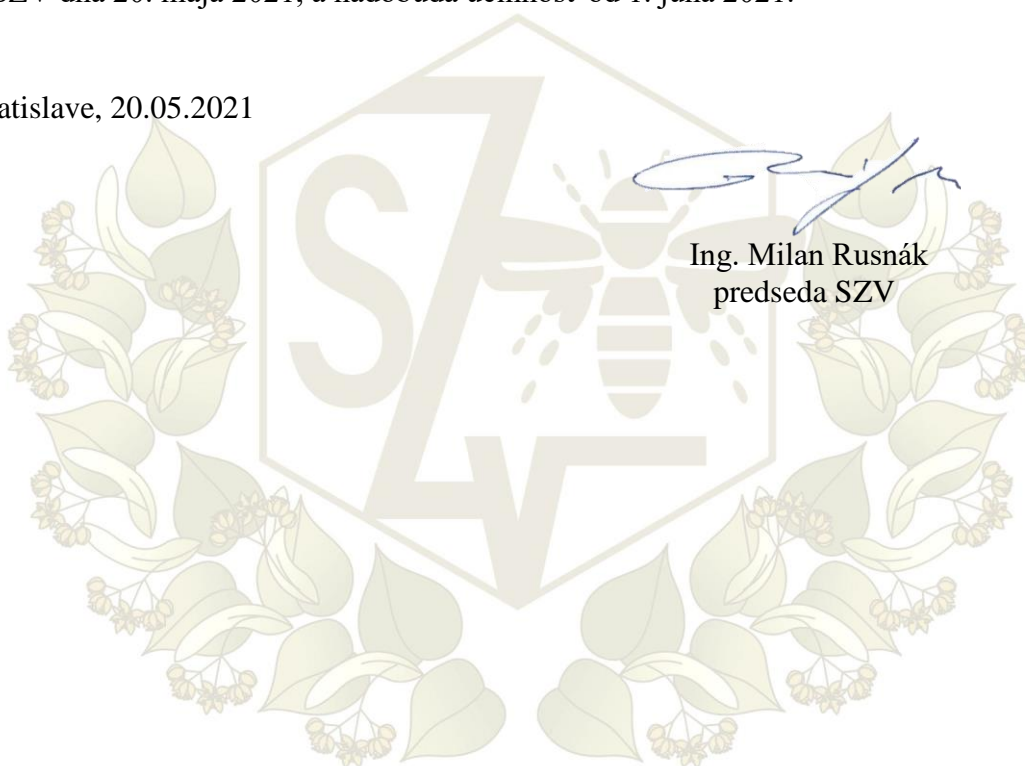 SZV dňa 20. mája 2021, a nadobúda účinnosť od 1. júna 2021.
atislave, 20.05.2021
Ing. Milan Rusnák
predseda SZV
SZV